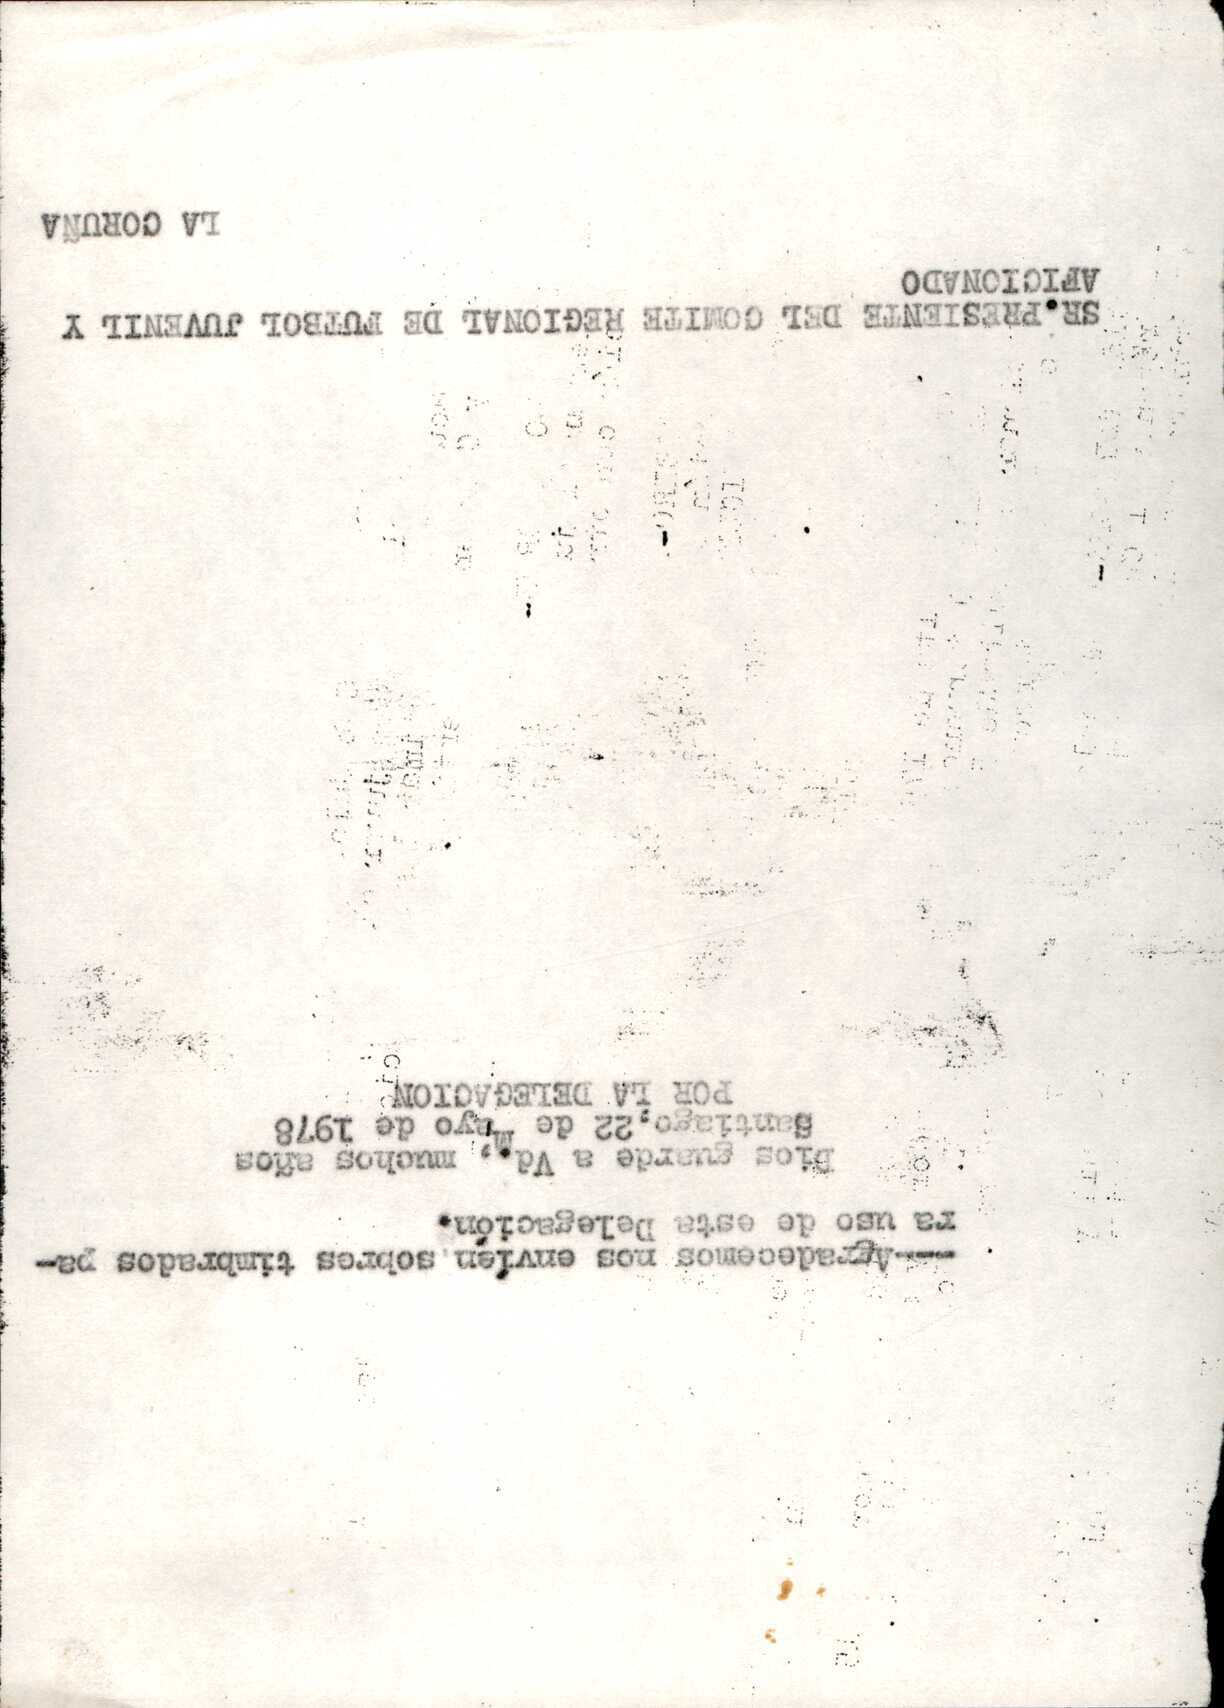 ---Agradecemos nos envíen sobres timbrados pa-
ra uso de esta Delegación.
Dios guarde a Vd., muchos años
Santiago, 22 de Mayo de 1978
POR LA DELEGACION
SR.PRESIENTE DEL COMITE REGIONAL DE FUTBOL JUVENIL Y
AFICIONADO
LA CORUÑA